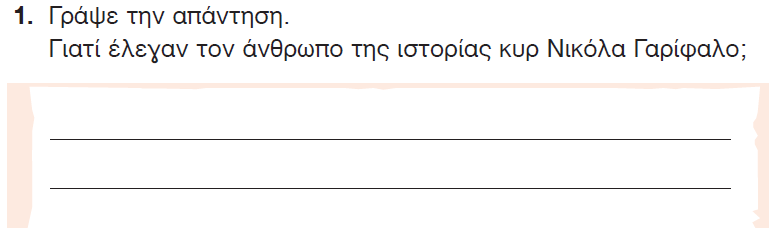 1. Γράψε την απάντηση.
Γιατί έλεγαν τον άνθρωπο της ιστορίας κυρ Νικόλα Γαρίφαλο;